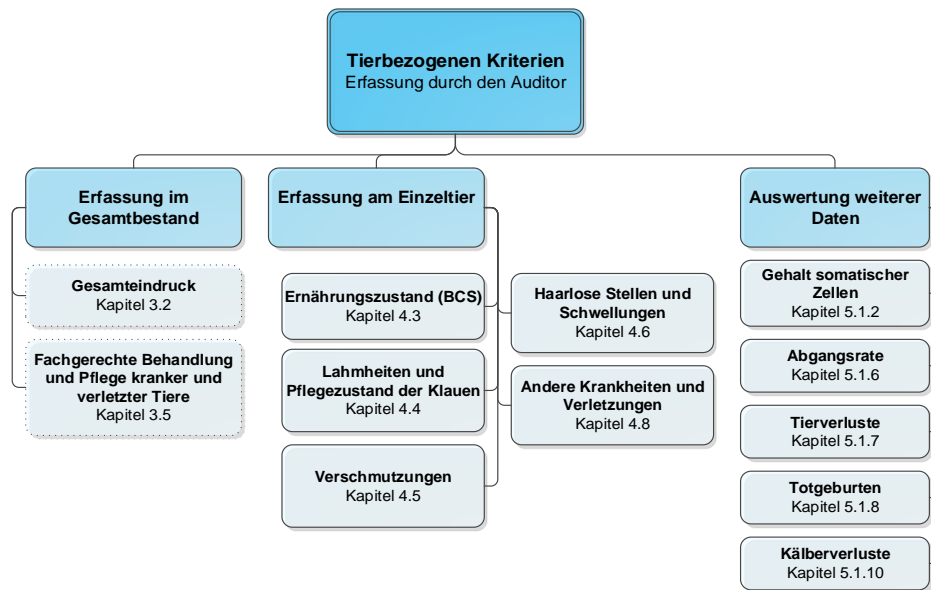 Tierbezogenen Kriterien
Erfassung durch den Auditor
Erfassung im
Gesamtbestand
Gesamteindruck
Kapitel 3.2
Fachgerechte Behandlung
und Pflege kranker und
verletzter Tiere
Kapitel 3.5
Erfassung am Einzeltier
Ernährungszustand (BCS)
Kapitel 4.3
Lahmheiten und
Pflegezustand der Klauen
Kapitel 4.4
Verschmutzungen
Kapitel 4.5
Haarlose Stellen und
Schwellungen
Kapitel 4.6
Andere Krankheiten und
Verletzungen
Kapitel 4.8
Auswertung weiterer
Daten
Gehalt somatischer
Zellen
Kapitel 5.1.2
Abgangsrate
Kapitel 5.1.6
Tierverluste
Kapitel 5.1.7
Totgeburten
Kapitel 5.1.8
Kälberverluste
Kapitel 5.1.10